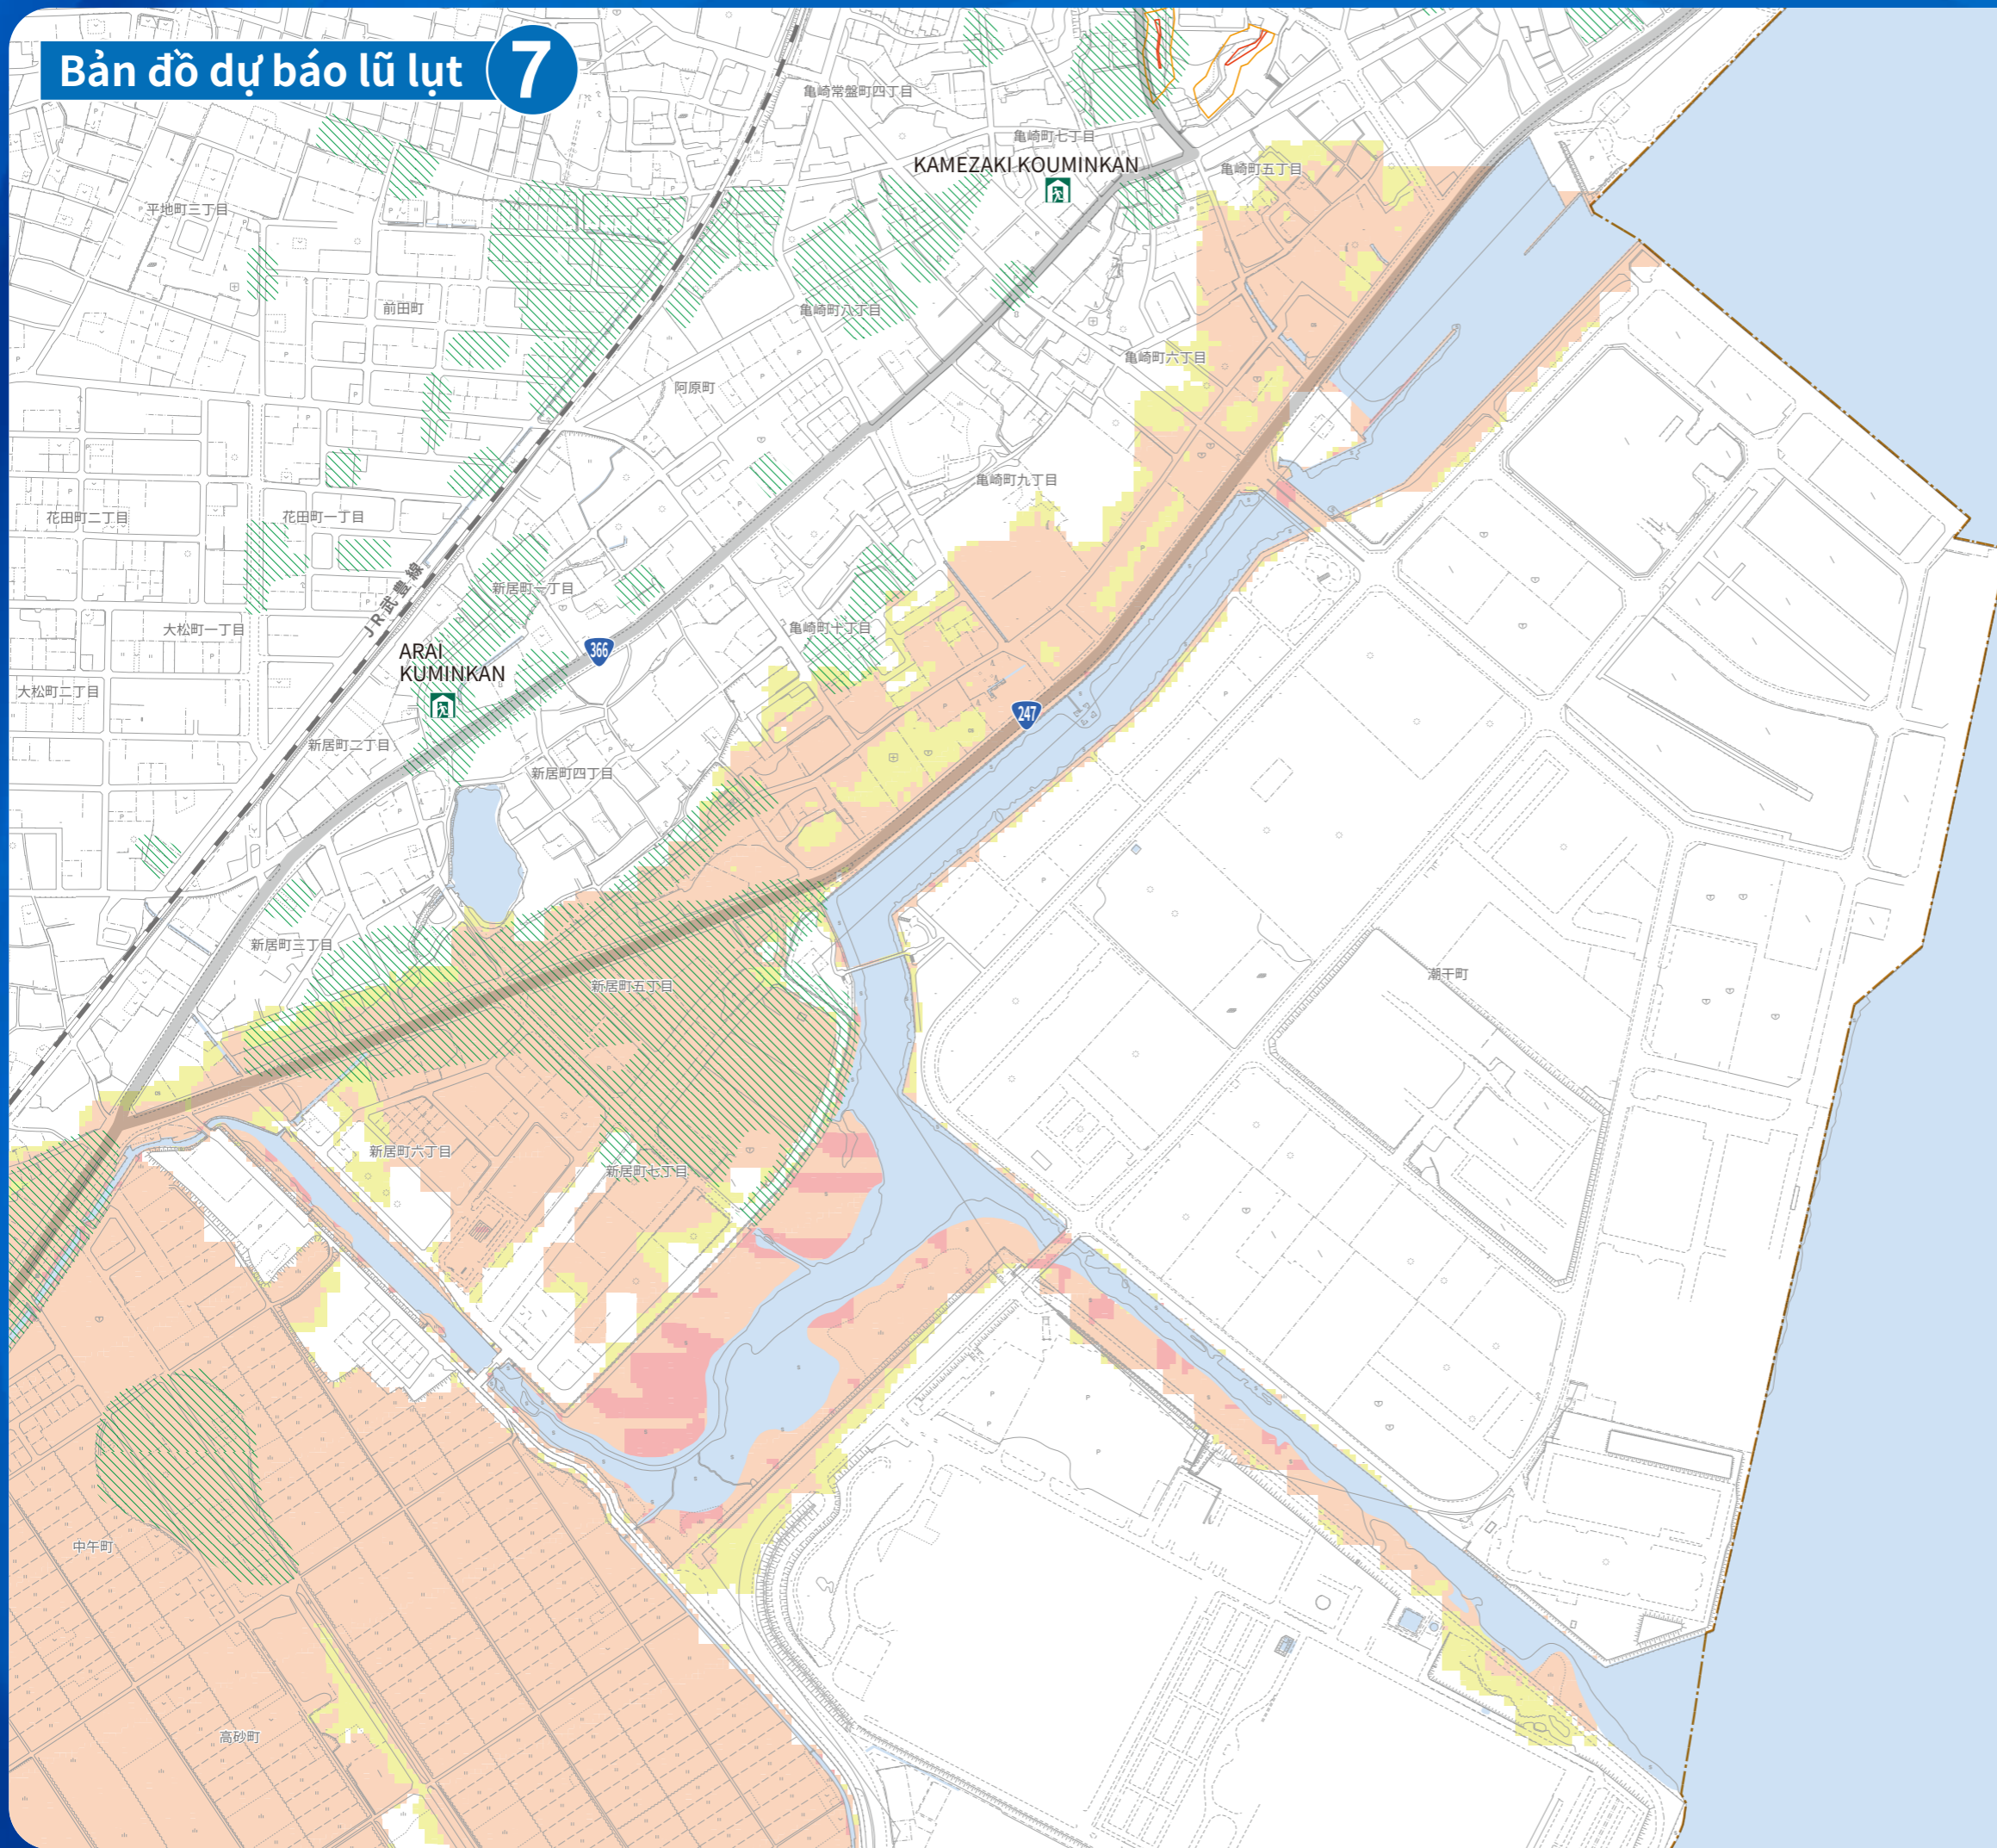 Bản đồ dự báo lũ lụt 7
亀崎常盤町四丁目
亀崎町七丁目
KAMEZAKI KOUMINKAN
亀崎町五丁目
平地町三丁目
前田町
亀崎町八丁目
亀崎町六丁目
阿原町
亀崎町九丁目
花田町二丁目
花田町一丁目
JR武豊線
新居町一丁目
大松町一丁目
亀崎町十丁目
366
ARAI
KUMINKAN
大松町二丁目
247
新居町二丁目
新居町四丁目
新居町三丁目
潮干町
新居町五丁目
新居町六丁目
新居町七丁目
中午町
高砂町